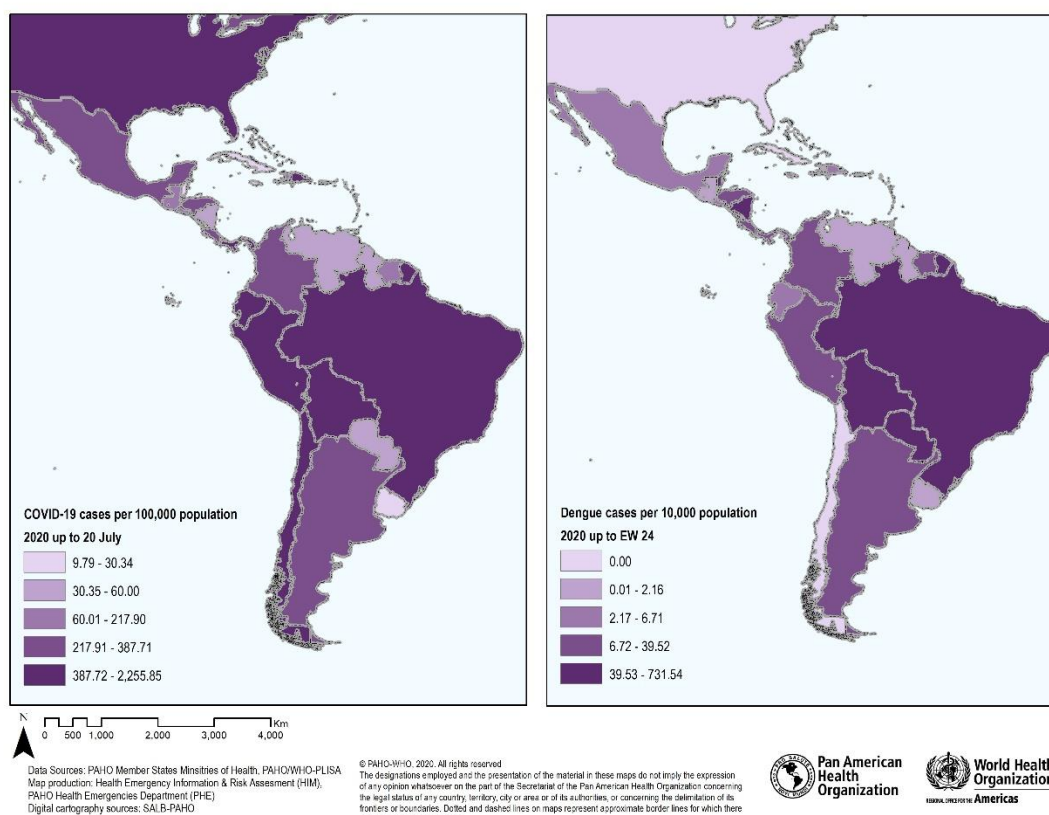 COVID-19 cases per 100,000 population
2020 up to 20 July
9.79 - 30.34
30.35 - 60.00
60.01 - 217.90
217.91 - 387.71
387.72 - 2,255.85
Dengue cases per 10,000 population
2020 up to EW 24
0.00
0.01 - 2.16
2.17 - 6.71
6.72 - 39.52
39.53 - 731.54
N
Km
0 500 1,000 2,000 3,000 4,000
Data Sources: PAHO Member States Minsitries of Health, PAHO/WHO-PLISA
Map production: Health Emergency Information & Risk Assesment (HIM),
PAHO Health Emergencies Department (PHE)
Digital cartography sources: SALB-PAHO
© PAHO-WHO, 2020. All rights reserved
The designations employed and the presentation of the material in these maps do not imply the expression
of any opinion whatsoever on the part of the Secretariat of the Pan American Health Organization concerning
the legal status of any country, territory, city or area or of its authorities, or concerning the delimitation of its
frontiers or boundaries. Dotted and dashed lines on maps represent approximate border lines for which there
Pan American
Health
Organization
World Health
Organization
REGIONAL OFFICE FOR THE Americas